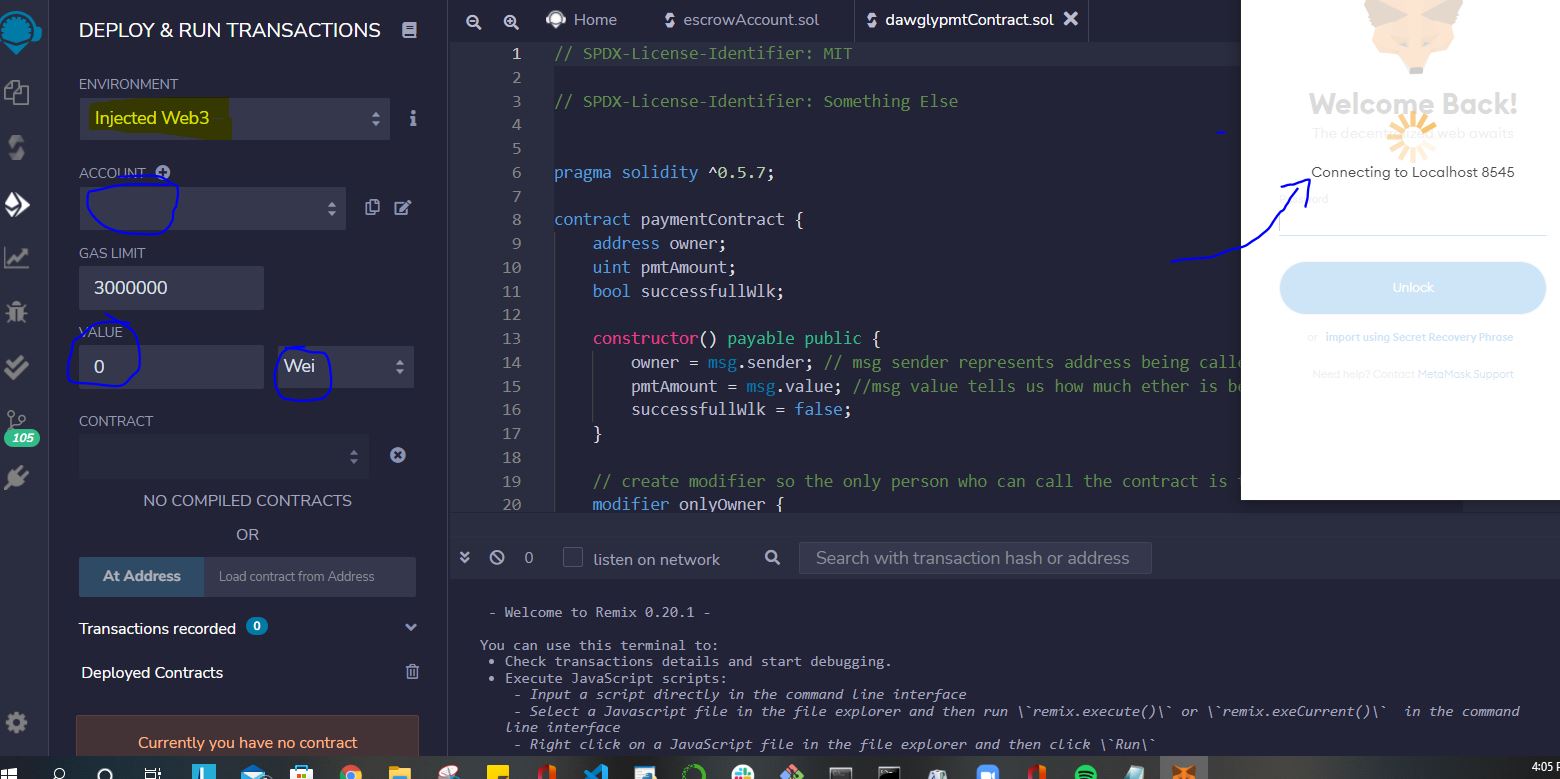 DEPLOY & RUN TRANSACTIONS
ENVIRONMENT
Injected Web3
ACCOUNT
GAS LIMIT
3000000
VALUE
0
Wei
CONTRACT
NO COMPILED CONTRACTS
OR
At Address
Load contract from Address
Transactions recorded 0
Deployed Contracts
Currently you have no contract
105
Home
escrowAccount.sol
dawglypmtContract.sol
1 // SPDX-License-Identifier: MIT
2
3 // SPDX-License-Identifier: Something Else
4
5
6 pragma solidity ^0.5.7;
7
8 contract paymentContract {
9 address owner;
10 uint pmtAmount;
11 bool successfullWlk;
12
13 constructor() payable public {
14 owner = msg.sender; // msg sender represents address being calle
15 pmtAmount = msg.value; //msg value tells us how much ether is be
16 successfullWlk = false;
17 }
18
19 // create modifier so the only person who can call the contract is
20 modifier onlyOwner {
0
listen on network
Search with transaction hash or address
- Welcome to Remix 0.20.1 -
You can use this terminal to:
• Check transactions details and start debugging.
• Execute JavaScript scripts:
- Input a script directly in the command line interface
- Select a Javascript file in the file explorer and then run \`remix.execute()\` or \`remix.exeCurrent()\` in the command
line interface
- Right click on a JavaScript file in the file explorer and then click \`Run\`
Welcome Back!
The decentralized web awaits
Connecting to Localhost 8545
Unlock
or import using Secret Recovery Phrase
Need help? Contact MetaMask Support
4:05 P